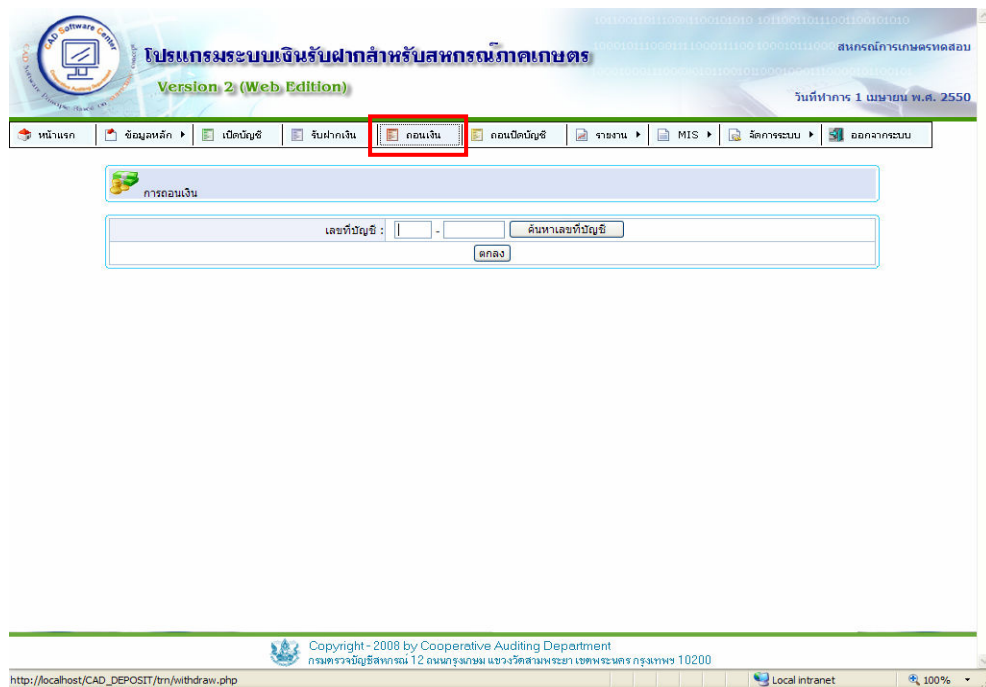 CAD Software Center
โปรแกรมระบบเงินรับฝากสำหรับสหกรณ์ภาคเกษตร
Version 2 (Web Edition)
สหกรณ์การเกษตรทดสอบ
วันที่ทำการ 1 เมษายน พ.ศ. 2550
หน้าแรก ข้อมูลหลัก เปิดบัญชี รับฝากเงิน ถอนเงิน ถอนปิดบัญชี รายงาน MIS จัดการระบบ ออกจากระบบ
การถอนเงิน
เลขที่บัญชี : - ค้นหาเลขที่บัญชี
ตกลง
Copyright-2008 by Cooperative Auditing Department
กรมตรวจบัญชีสหกรณ์ 12 ถนนกรุงเกษม แขวงวัดสามพระยา เขตพระนคร กรุงเทพฯ 10200
http://localhost/CAD_DEPOSIT/trn/withdraw.php Local intranet 100%